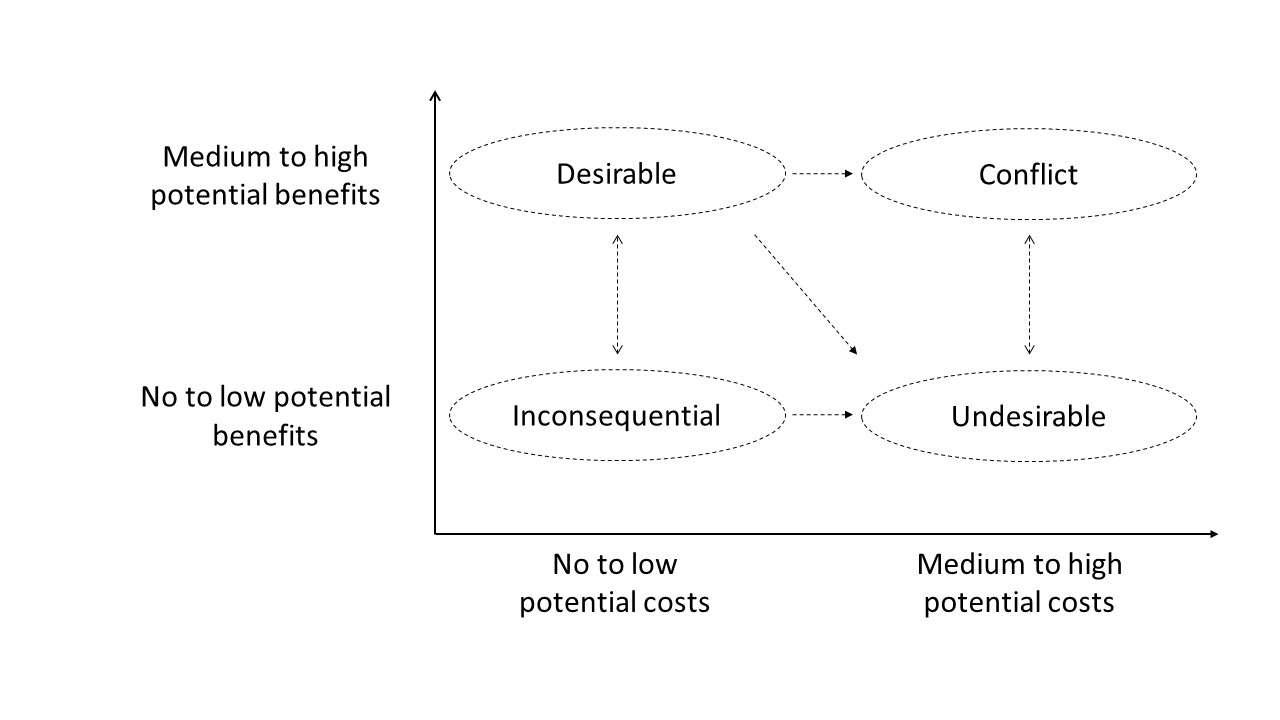 Medium to high
potential benefits
Desirable
Conflict
No to low potential
benefits
Inconsequential
Undesirable
No to low
potential costs
Medium to high
potential costs